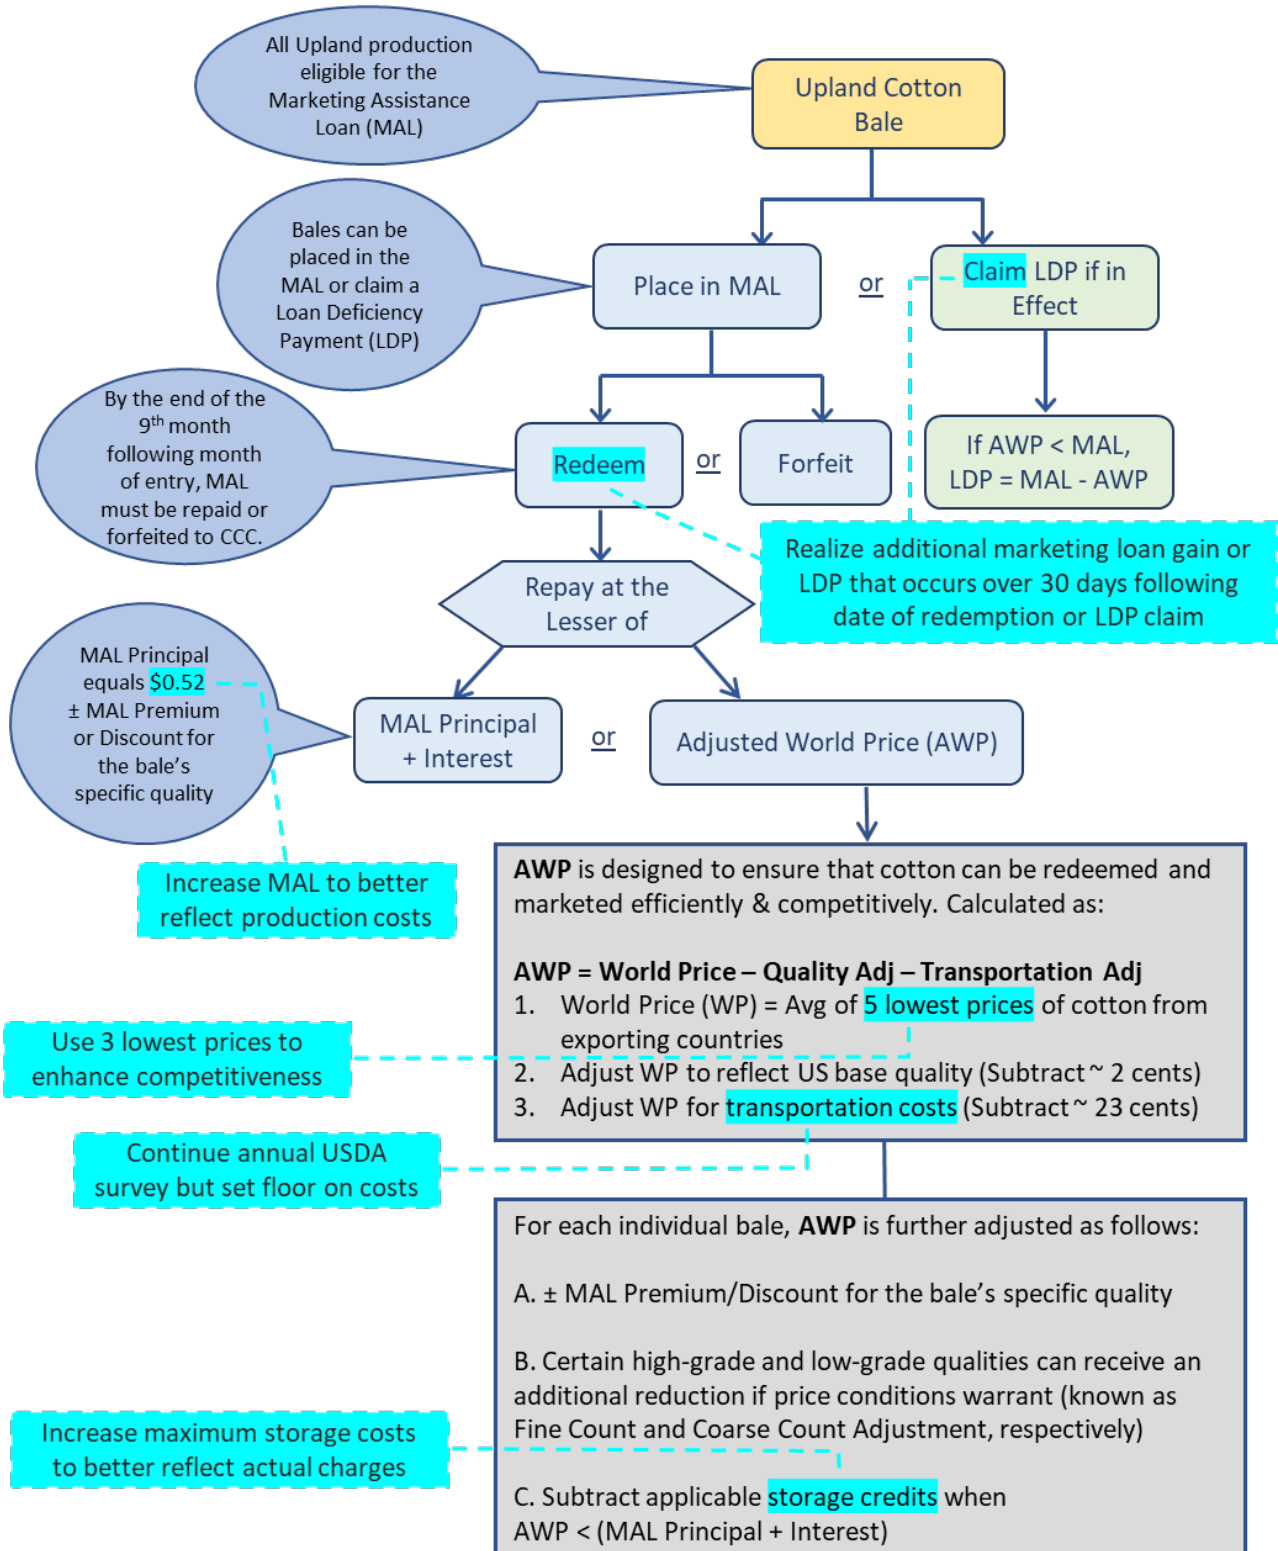 All Upland production
eligible for the
Marketing Assistance
Loan (MAL)
Upland Cotton
Bale
Bales can be
placed in the
MAL or claim a
Loan Deficiency
Payment (LDP)
Place in MAL
or
Claim LDP if in
Effect
By the end of the
9th month
following month
of entry, MAL
must be repaid or
forfeited to CCC.
Redeem
or
Forfeit
If AWP < MAL,
LDP = MAL - AWP
Realize additional marketing loan gain or
LDP that occurs over 30 days following
date of redemption or LDP claim
Repay at the
Lesser of
MAL Principal
equals $0.52
± MAL Premium
or Discount for
the bale's
specific quality
MAL Principal
+ Interest
or
Adjusted World Price (AWP)
Increase MAL to better
reflect production costs
AWP is designed to ensure that cotton can be redeemed and
marketed efficiently & competitively. Calculated as:
AWP = World Price – Quality Adj – Transportation Adj
1. World Price (WP) = Avg of 5 lowest prices of cotton from
exporting countries
2. Adjust WP to reflect US base quality (Subtract ~ 2 cents)
3. Adjust WP for transportation costs (Subtract ~ 23 cents)
Use 3 lowest prices to
enhance competitiveness
Continue annual USDA
survey but set floor on costs
For each individual bale, AWP is further adjusted as follows:
A. ± MAL Premium/Discount for the bale's specific quality
B. Certain high-grade and low-grade qualities can receive an
additional reduction if price conditions warrant (known as
Fine Count and Coarse Count Adjustment, respectively)
Increase maximum storage costs
to better reflect actual charges
C. Subtract applicable storage credits when
AWP < (MAL Principal + Interest)